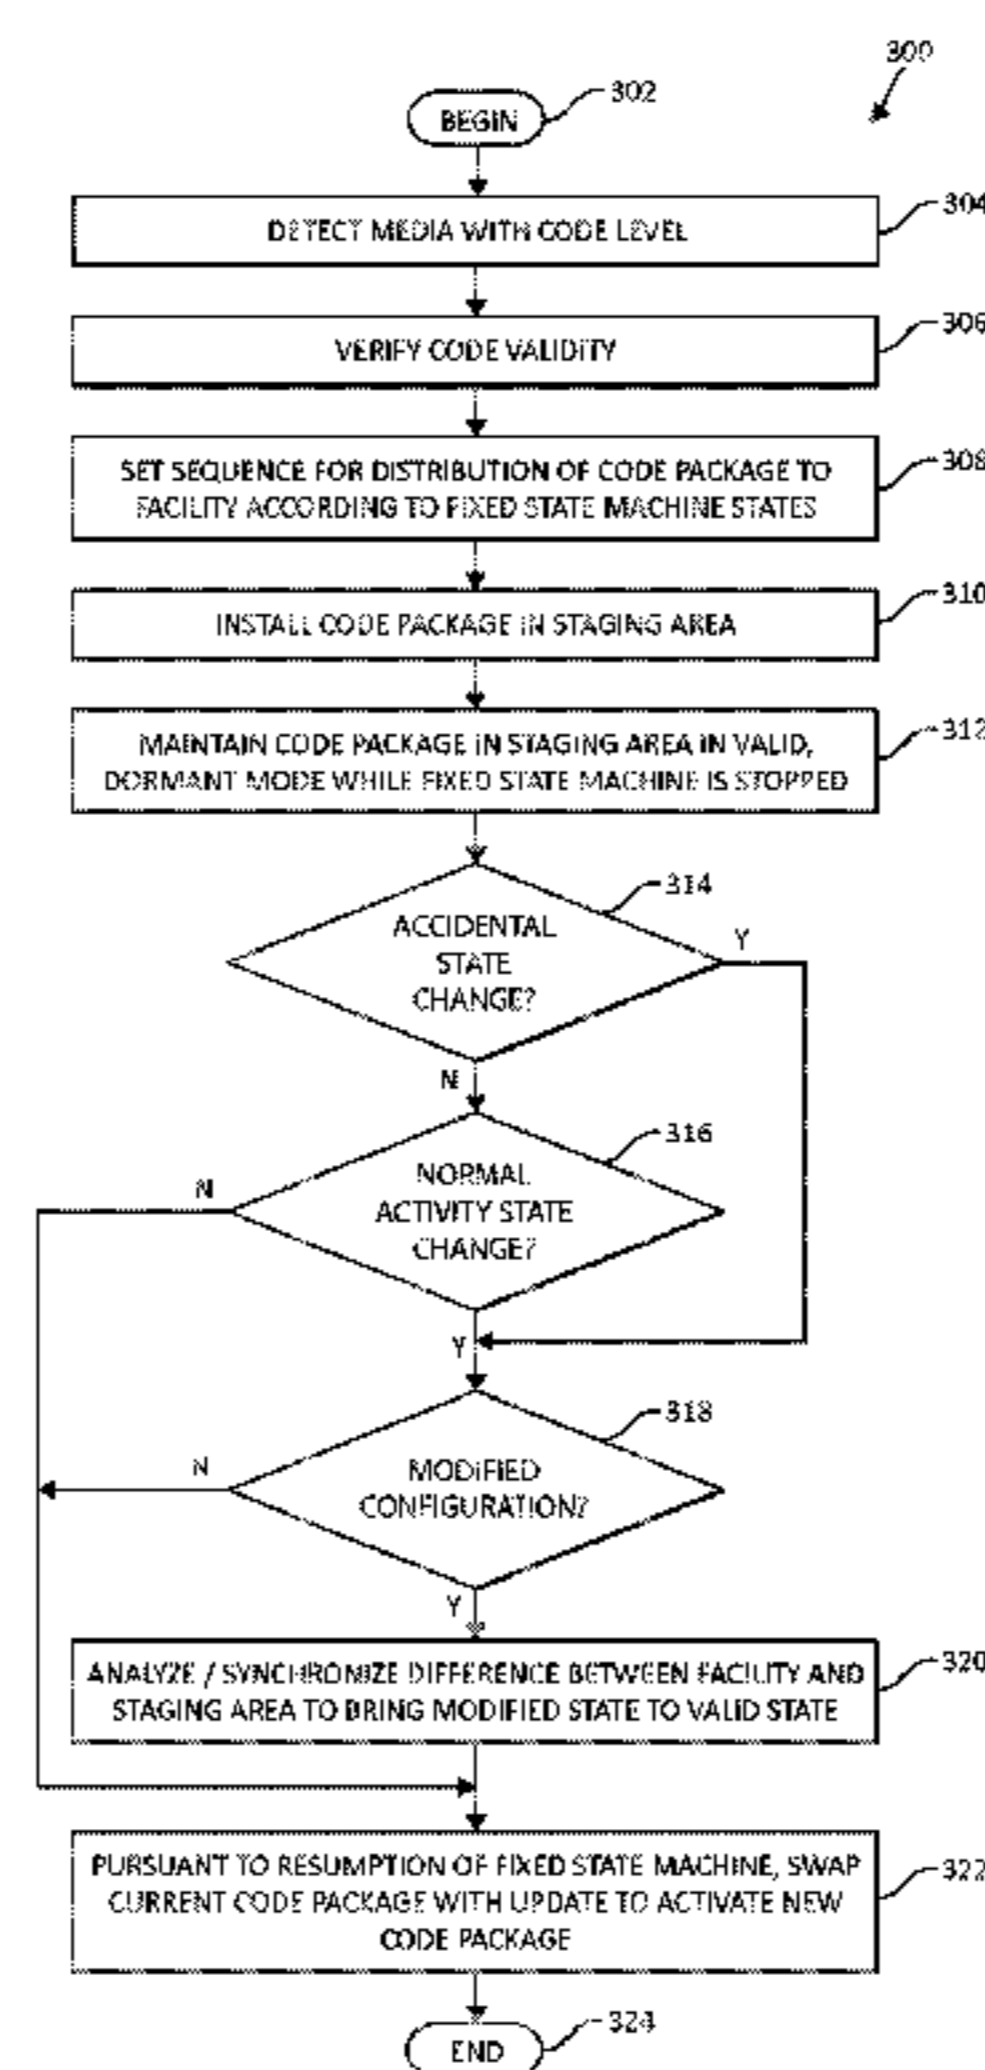 300
BEGIN
302
DETECT MEDIA WITH CODE LEVEL
304
VERIFY CODE VALIDITY
306
SET SEQUENCE FOR DISTRIBUTION OF CODE PACKAGE TO
FACILITY ACCORDING TO FIXED STATE MACHINE STATES
308
INSTALL CODE PACKAGE IN STAGING AREA
310
MAINTAIN CODE PACKAGE IN STAGING AREA IN VALID,
DORMANT MODE WHILE FIXED STATE MACHINE IS STOPPED
312
ACCIDENTAL
STATE
CHANGE?
314
Y
N
NORMAL
ACTIVITY STATE
CHANGE?
316
N
Y
MODIFIED
CONFIGURATION?
318
N
Y
ANALYZE / SYNCHRONIZE DIFFERENCE BETWEEN FACILITY AND
STAGING AREA TO BRING MODIFIED STATE TO VALID STATE
320
PURSUANT TO RESUMPTION OF FIXED STATE MACHINE, SWAP
CURRENT CODE PACKAGE WITH UPDATE TO ACTIVATE NEW
CODE PACKAGE
322
END
324